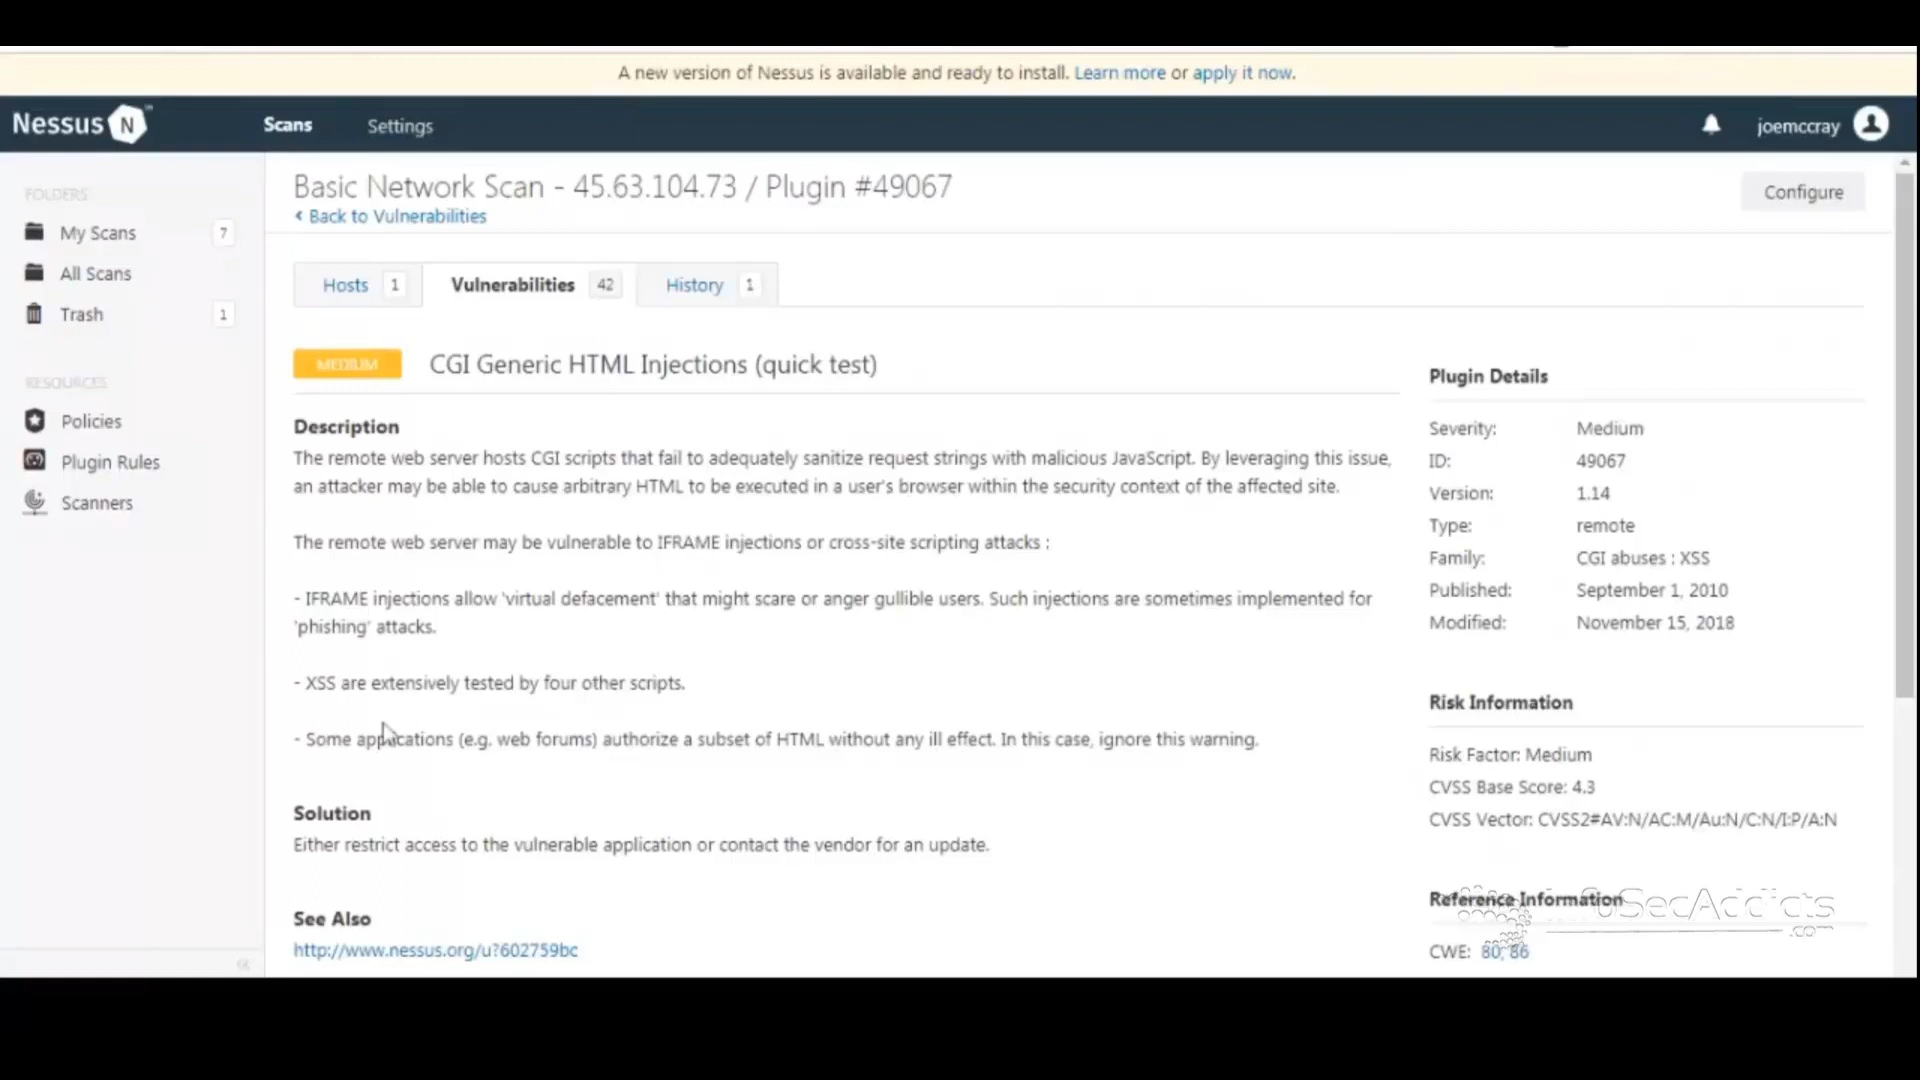 A new version of Nessus is available and ready to install. Learn more or apply it now.
Nessus N
Scans
Settings
joemccray
FOLDERS
My Scans 7
All Scans
Trash 1
RESOURCES
Policies
Plugin Rules
Scanners
Basic Network Scan - 45.63.104.73 / Plugin #49067
Back to Vulnerabilities
Configure
Hosts 1
Vulnerabilities 42
History 1
MEDIUM
CGI Generic HTML Injections (quick test)
Description
The remote web server hosts CGI scripts that fail to adequately sanitize request strings with malicious JavaScript. By leveraging this issue,
an attacker may be able to cause arbitrary HTML to be executed in a user's browser within the security context of the affected site.
The remote web server may be vulnerable to IFRAME injections or cross-site scripting attacks :
- IFRAME injections allow 'virtual defacement' that might scare or anger gullible users. Such injections are sometimes implemented for
'phishing' attacks.
- XSS are extensively tested by four other scripts.
- Some applications (e.g. web forums) authorize a subset of HTML without any ill effect. In this case, ignore this warning.
Solution
Either restrict access to the vulnerable application or contact the vendor for an update.
See Also
http://www.nessus.org/u?602759bc
Plugin Details
Severity: Medium
ID: 49067
Version: 1.14
Type: remote
Family: CGI abuses : XSS
Published: September 1, 2010
Modified: November 15, 2018
Risk Information
Risk Factor: Medium
CVSS Base Score: 4.3
CVSS Vector: CVSS2#AV:N/AC:M/Au:N/C:N/I:P/A:N
Reference Information
InfoSecAddicts
.com
CWE: 80, 86